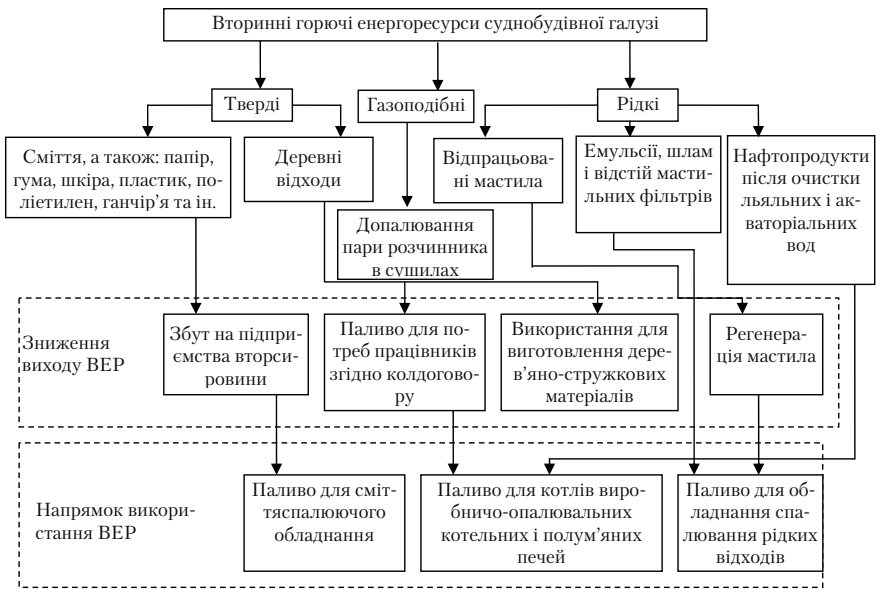 Вторинні горючі енергоресурси суднобудівної галузі
Тверді
Газоподібні
Рідкі
Сміття, а також: папір,
гума, шкіра, пластик, по-
ліетилен, ганчір’я та ін.
Деревні
відходи
Допалювання
пари розчинника
в сушилах
Відпрацьова-
ні мастила
Емульсії, шлам
і відстій масти-
льних фільтрів
Нафтопродукти
після очистки
льяльних і ак-
ваторіальних
вод
Зниження
виходу ВЕР
Збут на підпри-
ємства вторси-
ровини
Паливо для по-
треб працівників
згідно колдогово-
ру
Використання для
виготовлення дере-
в’яно-стружкових
матеріалів
Регенера-
ція мастила
Напрямок викори-
стання ВЕР
Паливо для сміт-
тяспалюючого
обладнання
Паливо для котлів виро-
бничо-опалювальних
котельних і полум’яних
печей
Паливо для об-
ладнання спа-
лювання рідких
відходів